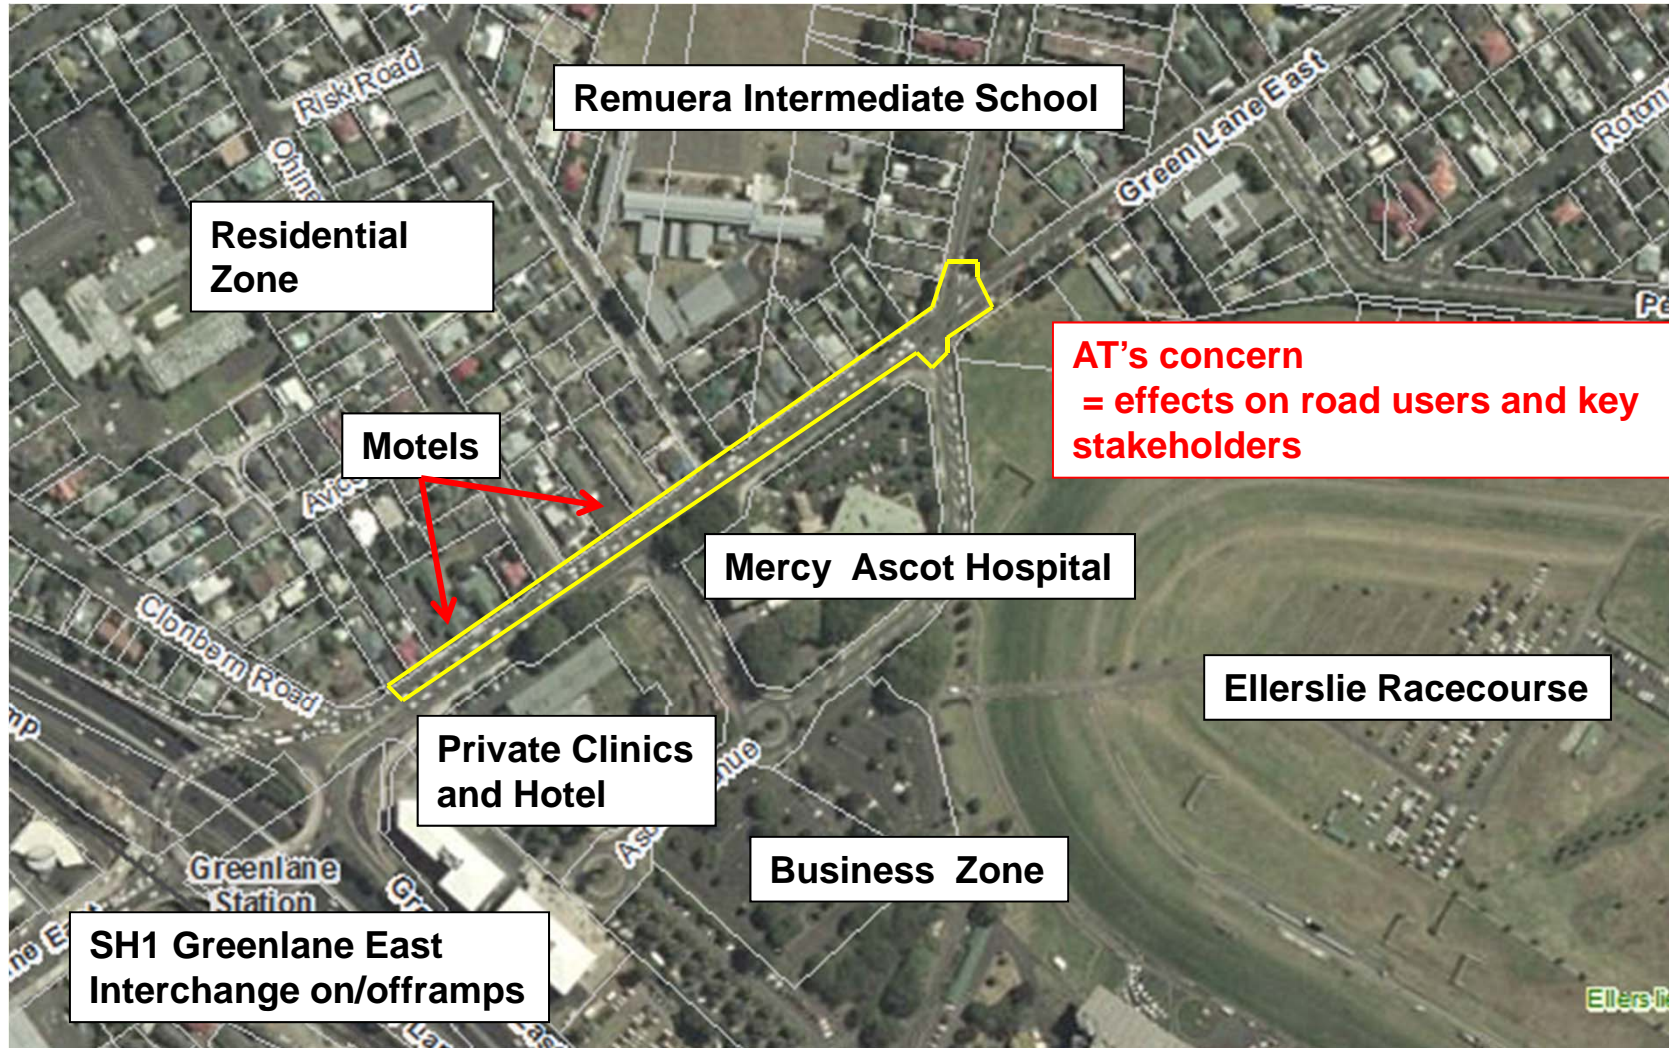 Risk Road
Remuera Intermediate School
Green Lane East
Residential
Zone
AT’s concern
= effects on road users and key
stakeholders
Motels
Mercy Ascot Hospital
Clonbern Road
Ellerslie Racecourse
Private Clinics
and Hotel
Business Zone
Greenlane
Station
SH1 Greenlane East
Interchange on/offramps